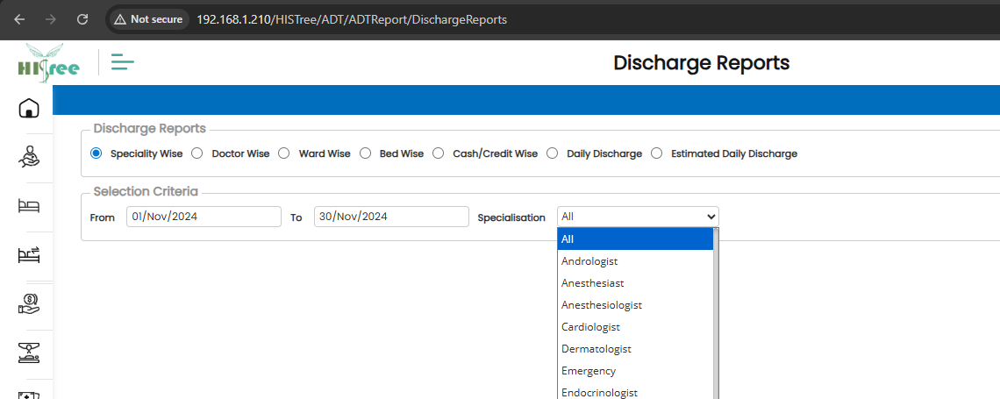 Not secure 192.168.1.210/HISTree/ADT/ADTReport/DischargeReports
HISTree
Discharge Reports
Discharge Reports
Speciality Wise Doctor Wise Ward Wise Bed Wise Cash/Credit Wise Daily Discharge Estimated Daily Discharge
Selection Criteria
From 01/Nov/2024 To 30/Nov/2024 Specialisation All
All
Andrologist
Anesthesiast
Anesthesiologist
Cardiologist
Dermatologist
Emergency
Endocrinologist